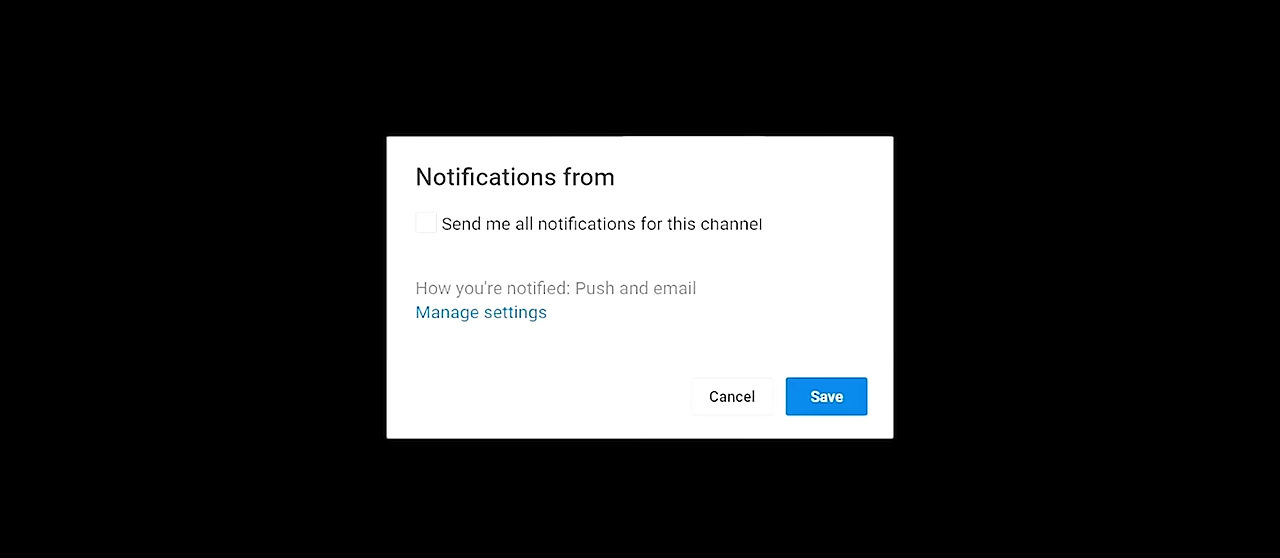 Notifications from
Send me all notifications for this channel
How you're notified: Push and email
Manage settings
Cancel Save